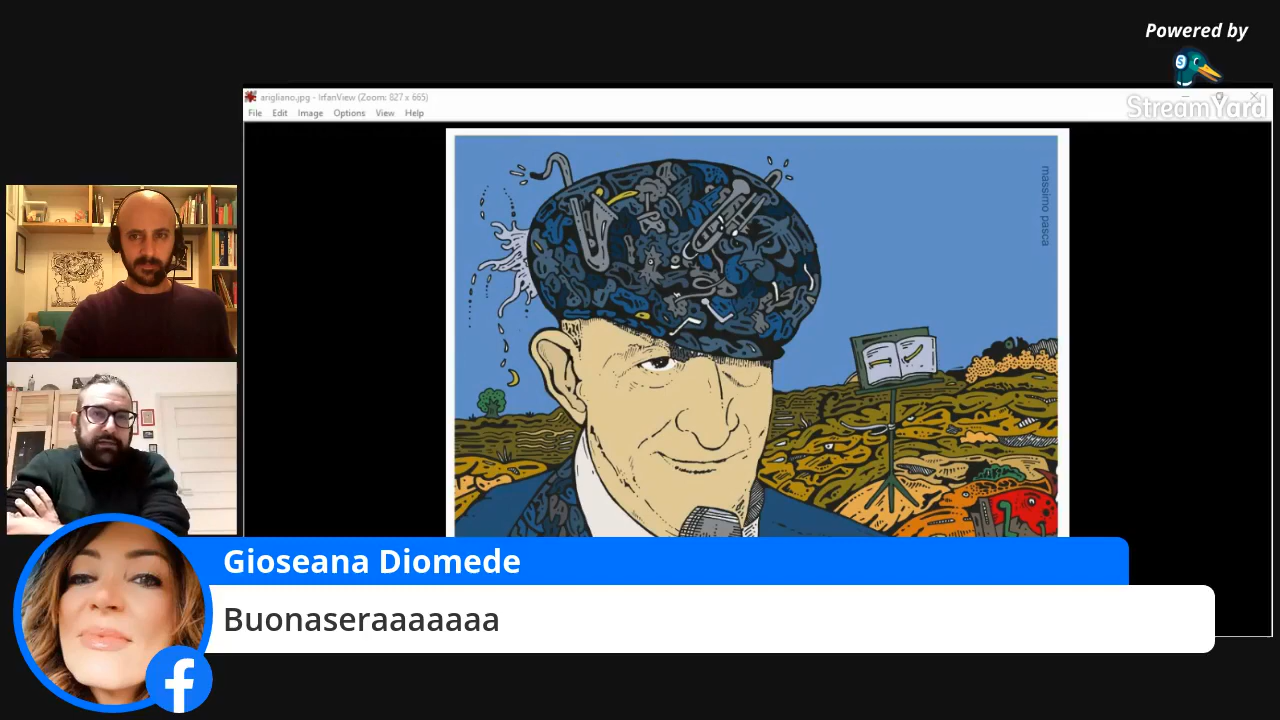 Powered by
StreamYard
arigliano.jpg - IrfanView (Zoom: 827 x 665)
File Edit Image Options View Help
massimo pasca
Gioseana Diomede
Buonaseraaaaaaa